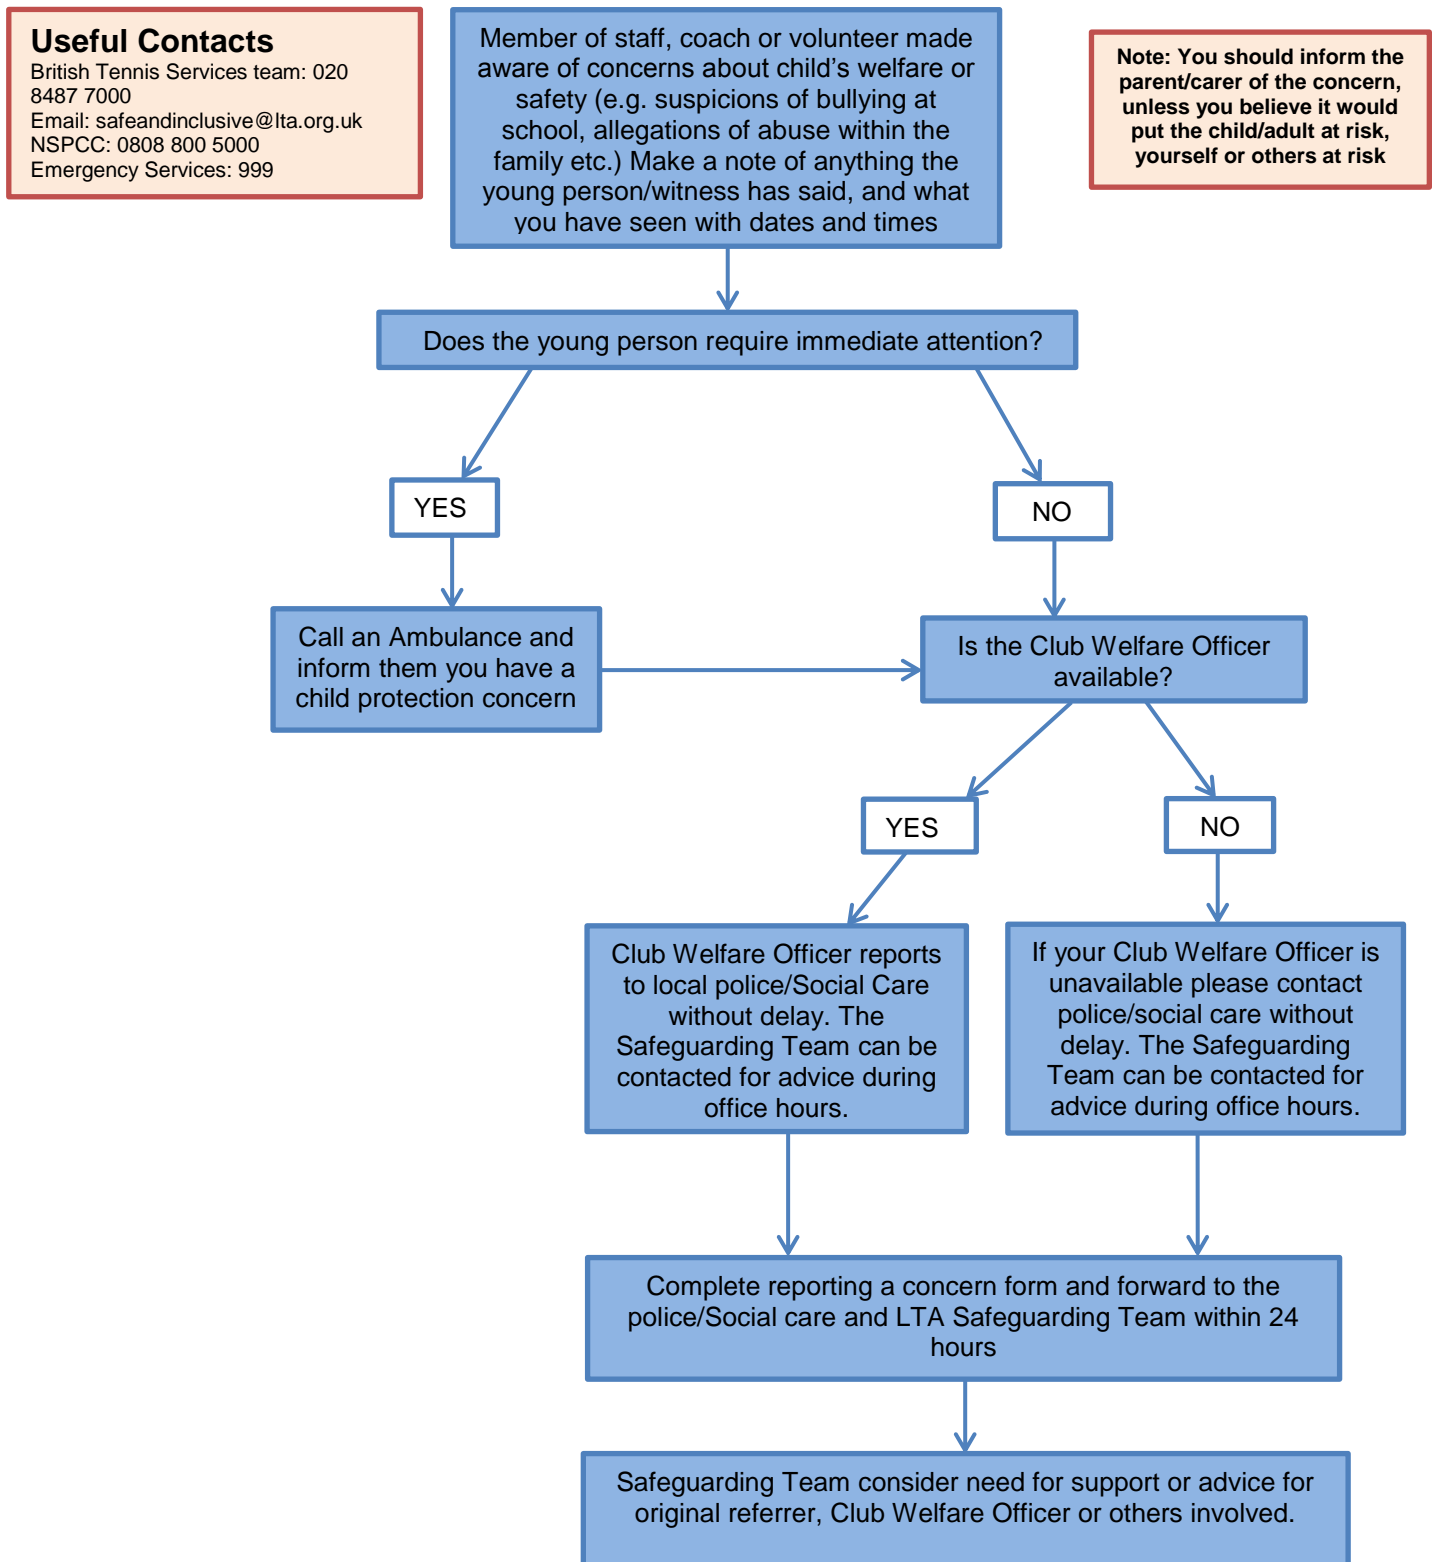 Useful Contacts
British Tennis Services team: 020
8487 7000
Email: safeandinclusive@lta.org.uk
NSPCC: 0808 800 5000
Emergency Services: 999
Member of staff, coach or volunteer made
aware of concerns about child’s welfare or
safety (e.g. suspicions of bullying at
school, allegations of abuse within the
family etc.) Make a note of anything the
young person/witness has said, and what
you have seen with dates and times
Note: You should inform the
parent/carer of the concern,
unless you believe it would
put the child/adult at risk,
yourself or others at risk
Does the young person require immediate attention?
YES
NO
Call an Ambulance and
inform them you have a
child protection concern
Is the Club Welfare Officer
available?
YES
NO
Club Welfare Officer reports
to local police/Social Care
without delay. The
Safeguarding Team can be
contacted for advice during
office hours.
If your Club Welfare Officer is
unavailable please contact
police/social care without
delay. The Safeguarding
Team can be contacted for
advice during office hours.
Complete reporting a concern form and forward to the
police/Social care and LTA Safeguarding Team within 24
hours
Safeguarding Team consider need for support or advice for
original referrer, Club Welfare Officer or others involved.